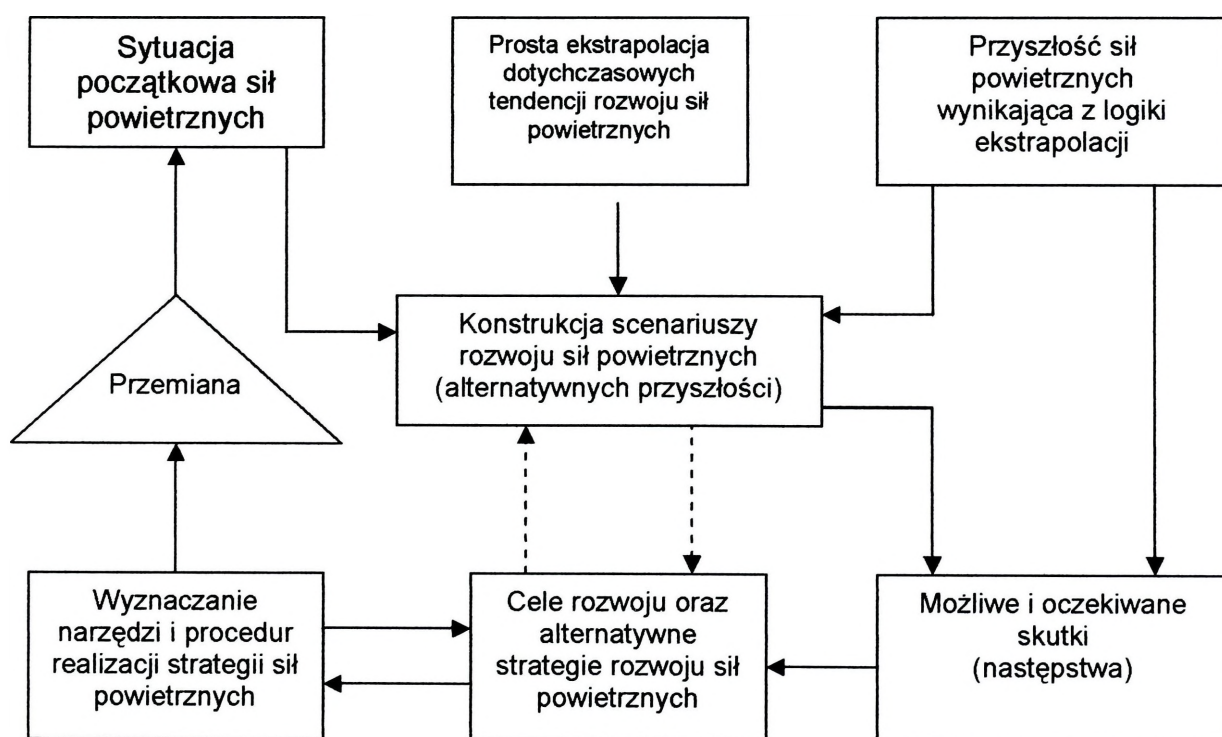 Sytuacja
początkowa sił
powietrznych
Prosta ekstrapolacja
dotychczasowych
tendencji rozwoju sił
powietrznych
Przyszłość sił
powietrznych
wynikająca z logiki
ekstrapolacji
Konstrukcja scenariuszy
rozwoju sił powietrznych
(alternatywnych przyszłości)
Przemiana
Wyznaczanie
narzędzi i procedur
realizacji strategii sił
powietrznych
Cele rozwoju oraz
alternatywne
strategie rozwoju sił
powietrznych
Możliwe i oczekiwane
skutki
(następstwa)